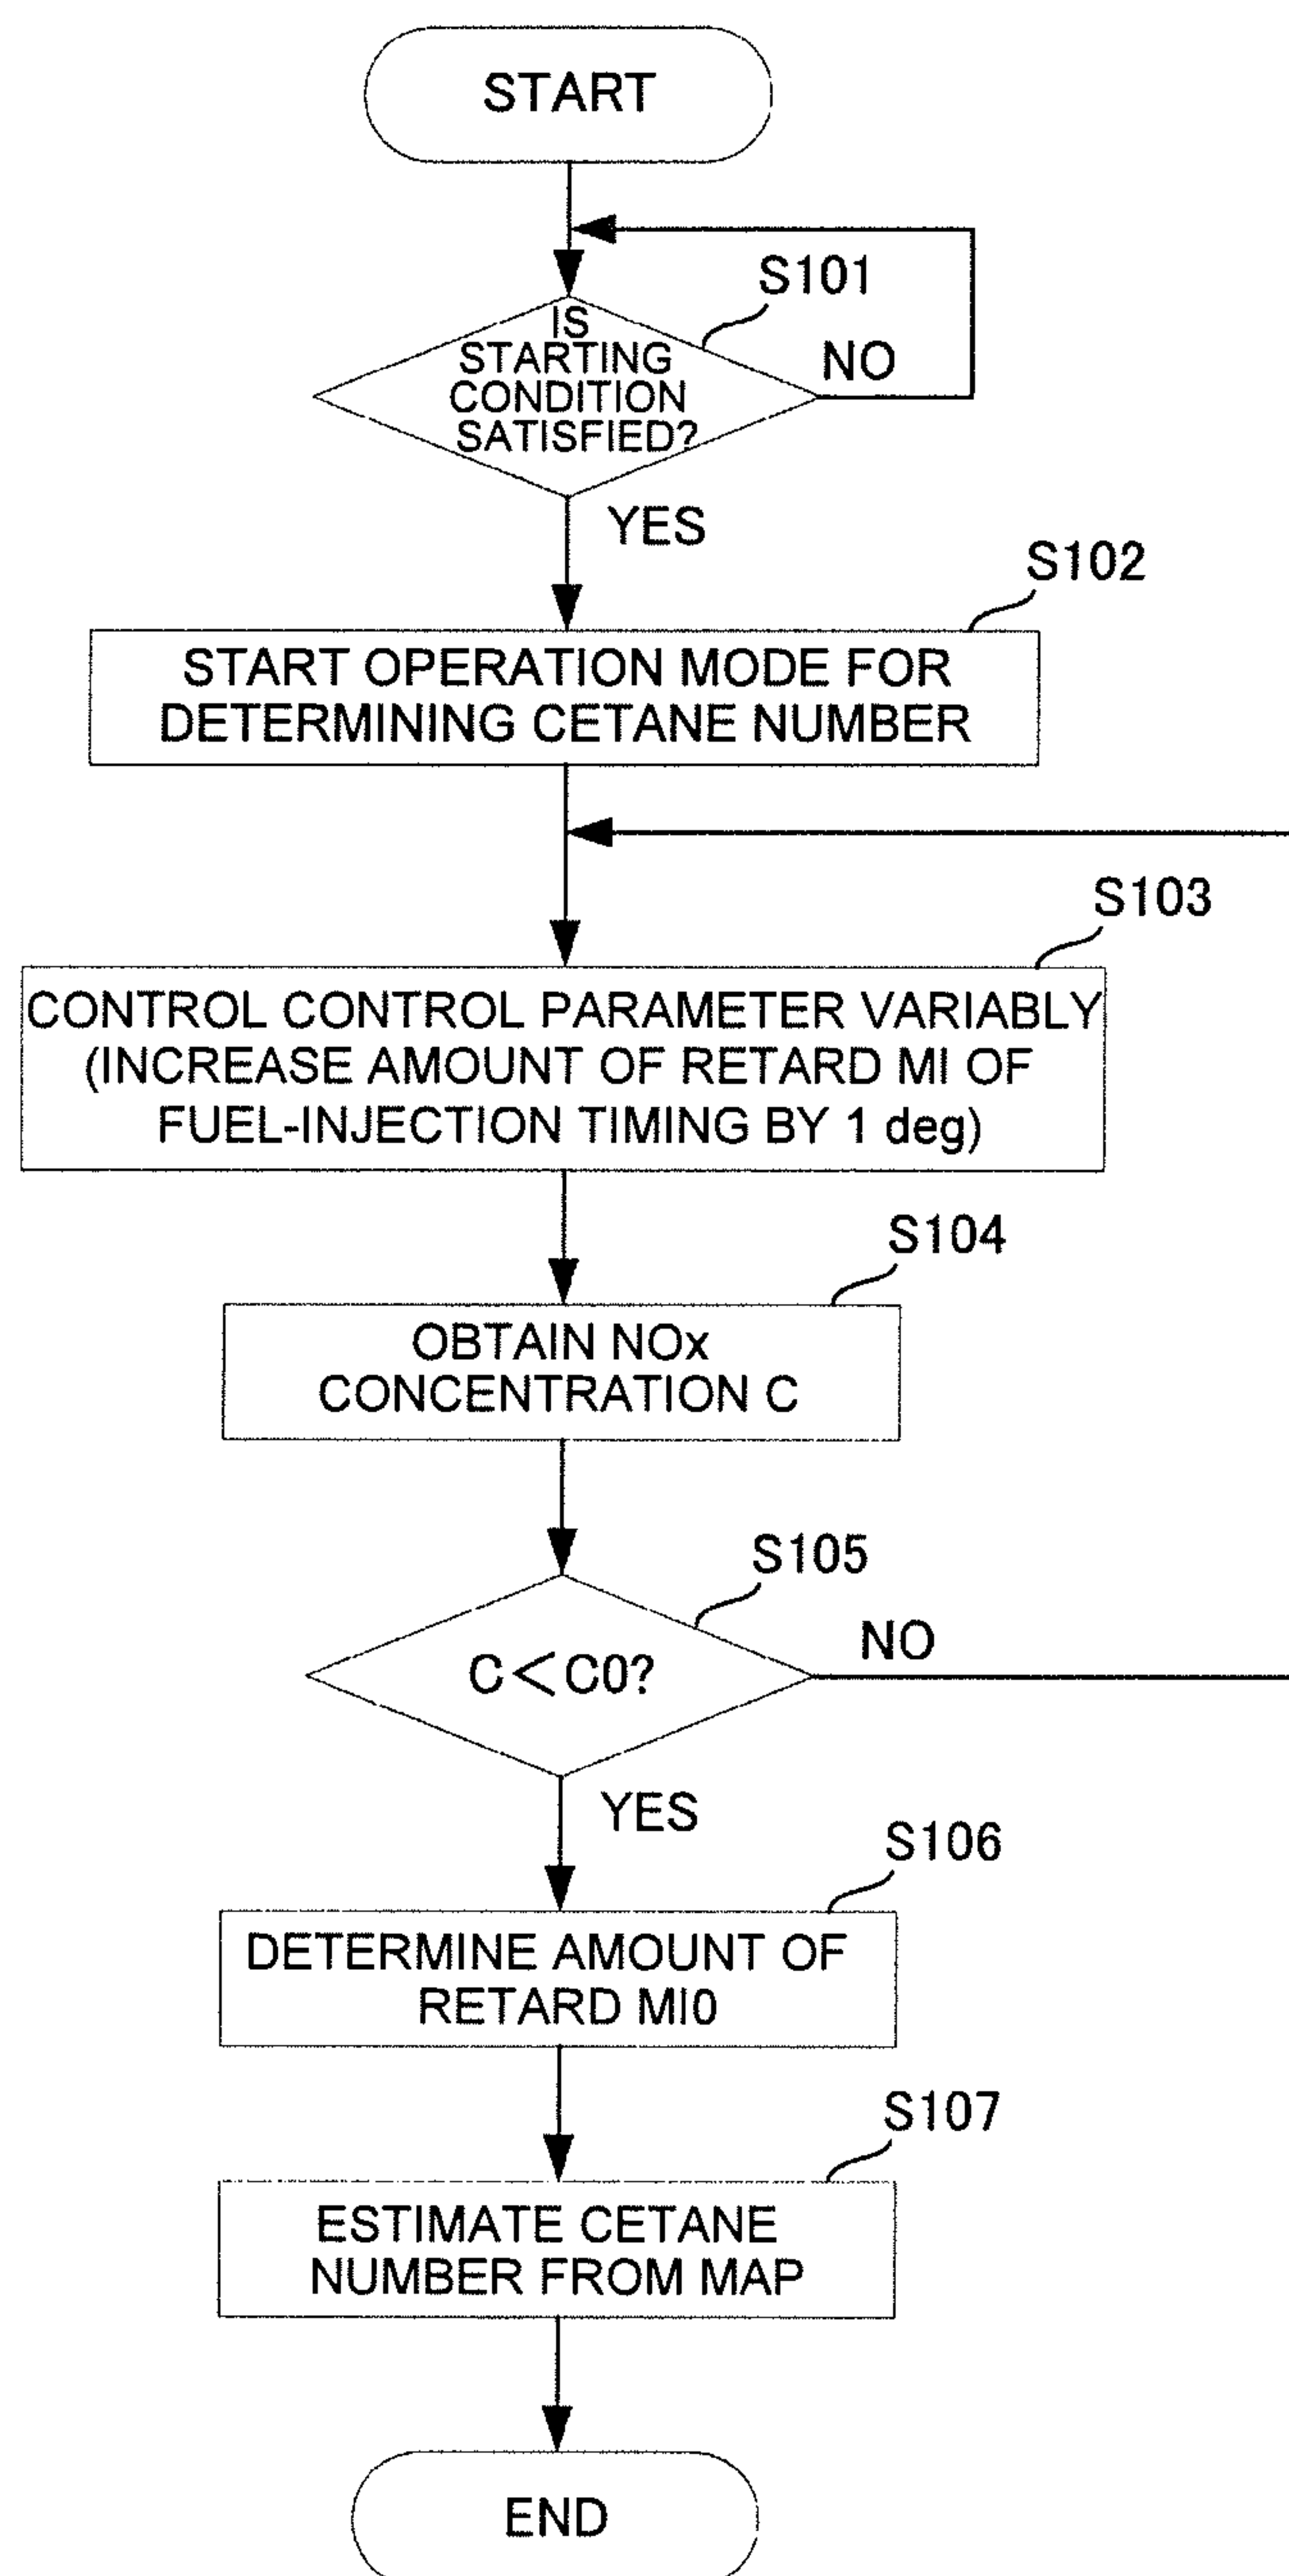 START
S101
IS
STARTING
CONDITION
SATISFIED?
NO
YES
S102
START OPERATION MODE FOR
DETERMINING CETANE NUMBER
S103
CONTROL CONTROL PARAMETER VARIABLY
(INCREASE AMOUNT OF RETARD MI OF
FUEL-INJECTION TIMING BY 1 deg)
S104
OBTAIN NOx
CONCENTRATION C
S105
C<C0?
NO
YES
S106
DETERMINE AMOUNT OF
RETARD MI0
S107
ESTIMATE CETANE
NUMBER FROM MAP
END